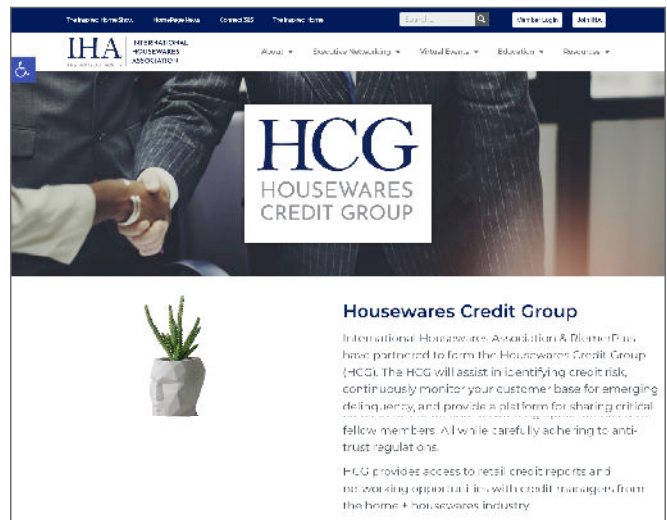 The Inspired Home Show HomePage News Connect 365 The Inspired Home Search... Member Login Join IHA
IHA INTERNATIONAL
HOUSEWARES
ASSOCIATION
About Executive Networking Virtual Events Education Resources
HCG
HOUSEWARES
CREDIT GROUP
Housewares Credit Group
International Housewares Association & RiemerPlus
have partnered to form the Housewares Credit Group
(HCG). The HCG will assist in identifying credit risk,
continuously monitor your customer base for emerging
delinquency, and provide a platform for sharing critical
fellow members. All while carefully adhering to anti-
trust regulations.
HCG provides access to retail credit reports and
networking opportunities with credit managers from
the home + housewares industry.